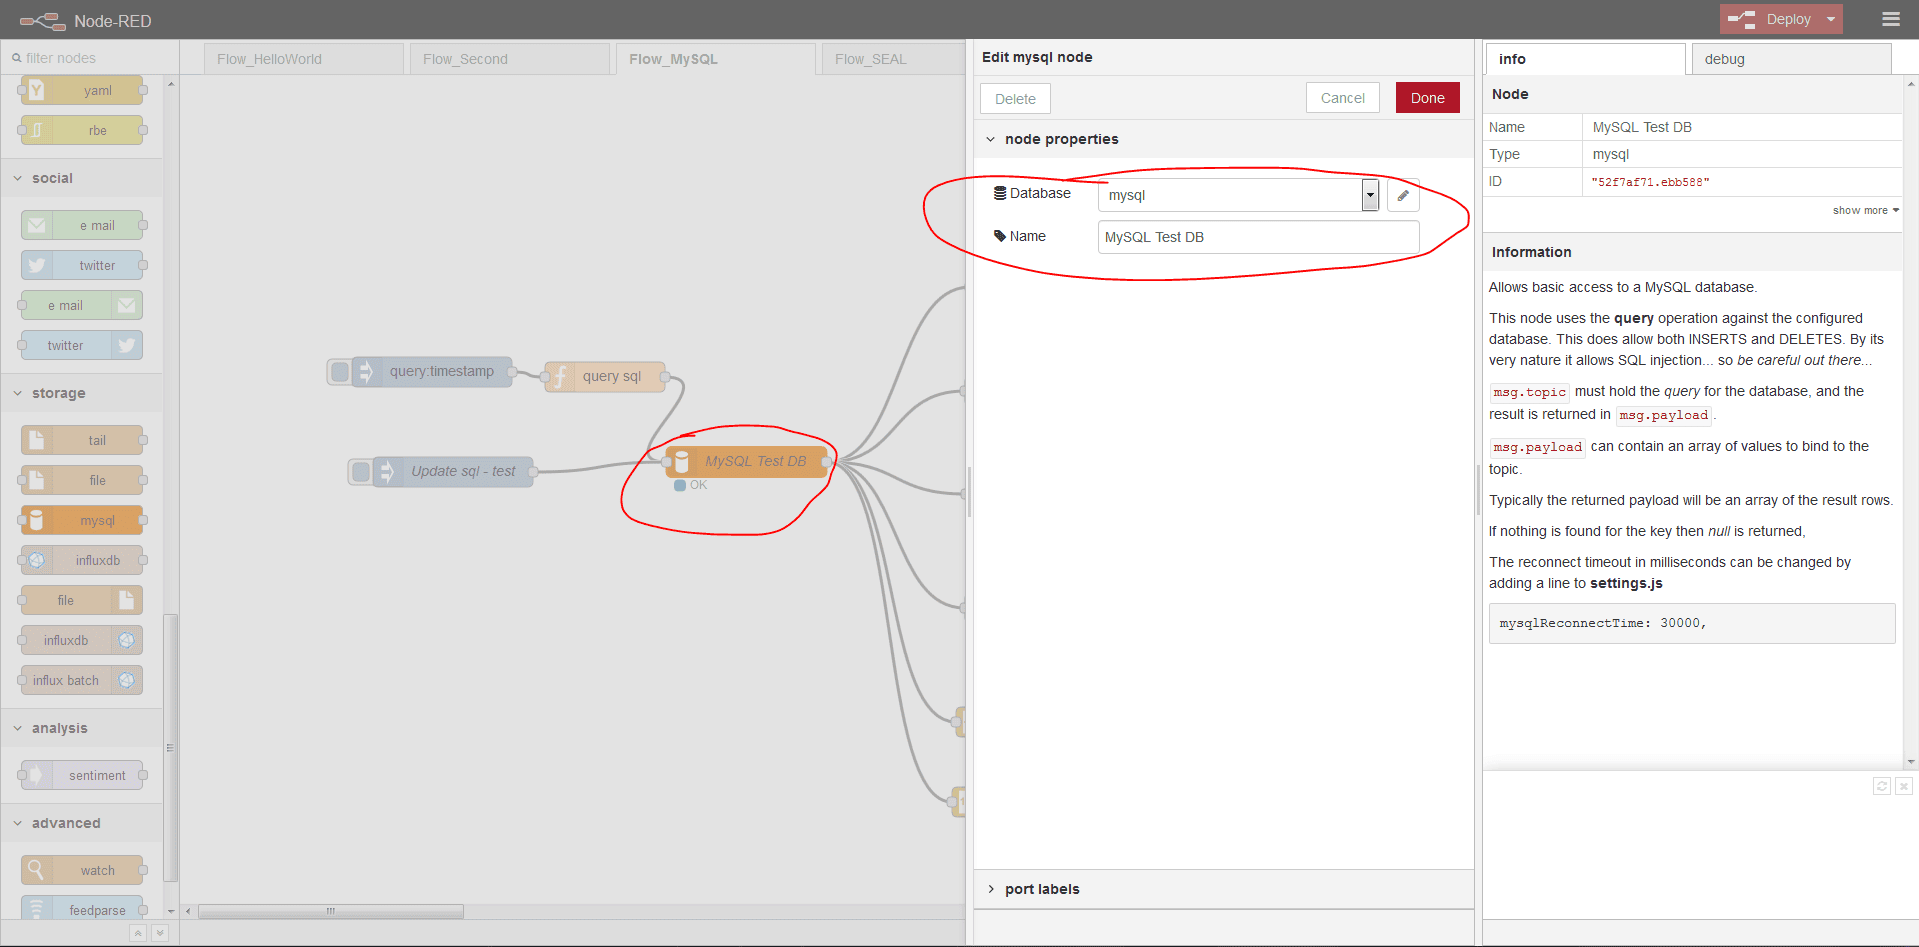 Node-RED
Deploy
filter nodes
yaml
rbe
social
e mail
twitter
e mail
twitter
storage
tail
file
mysql
influxdb
file
influxdb
influx batch
analysis
sentiment
advanced
watch
feedparse
Flow_HelloWorld
Flow_Second
Flow_MySQL
Flow_SEAL
query:timestamp
query sql
Update sql - test
MySQL Test DB
OK
Edit mysql node
Delete
Cancel
Done
node properties
Database
mysql
Name
MySQL Test DB
port labels
info
debug
Node
Name MySQL Test DB
Type mysql
ID "52f7af71.ebb588"
show more
Information
Allows basic access to a MySQL database.
This node uses the query operation against the configured
database. This does allow both INSERTS and DELETES. By its
very nature it allows SQL injection... so be careful out there...
msg.topic must hold the query for the database, and the
result is returned in msg.payload.
msg.payload can contain an array of values to bind to the
topic.
Typically the returned payload will be an array of the result rows.
If nothing is found for the key then null is returned,
The reconnect timeout in milliseconds can be changed by
adding a line to settings.js
mysqlReconnectTime: 30000,